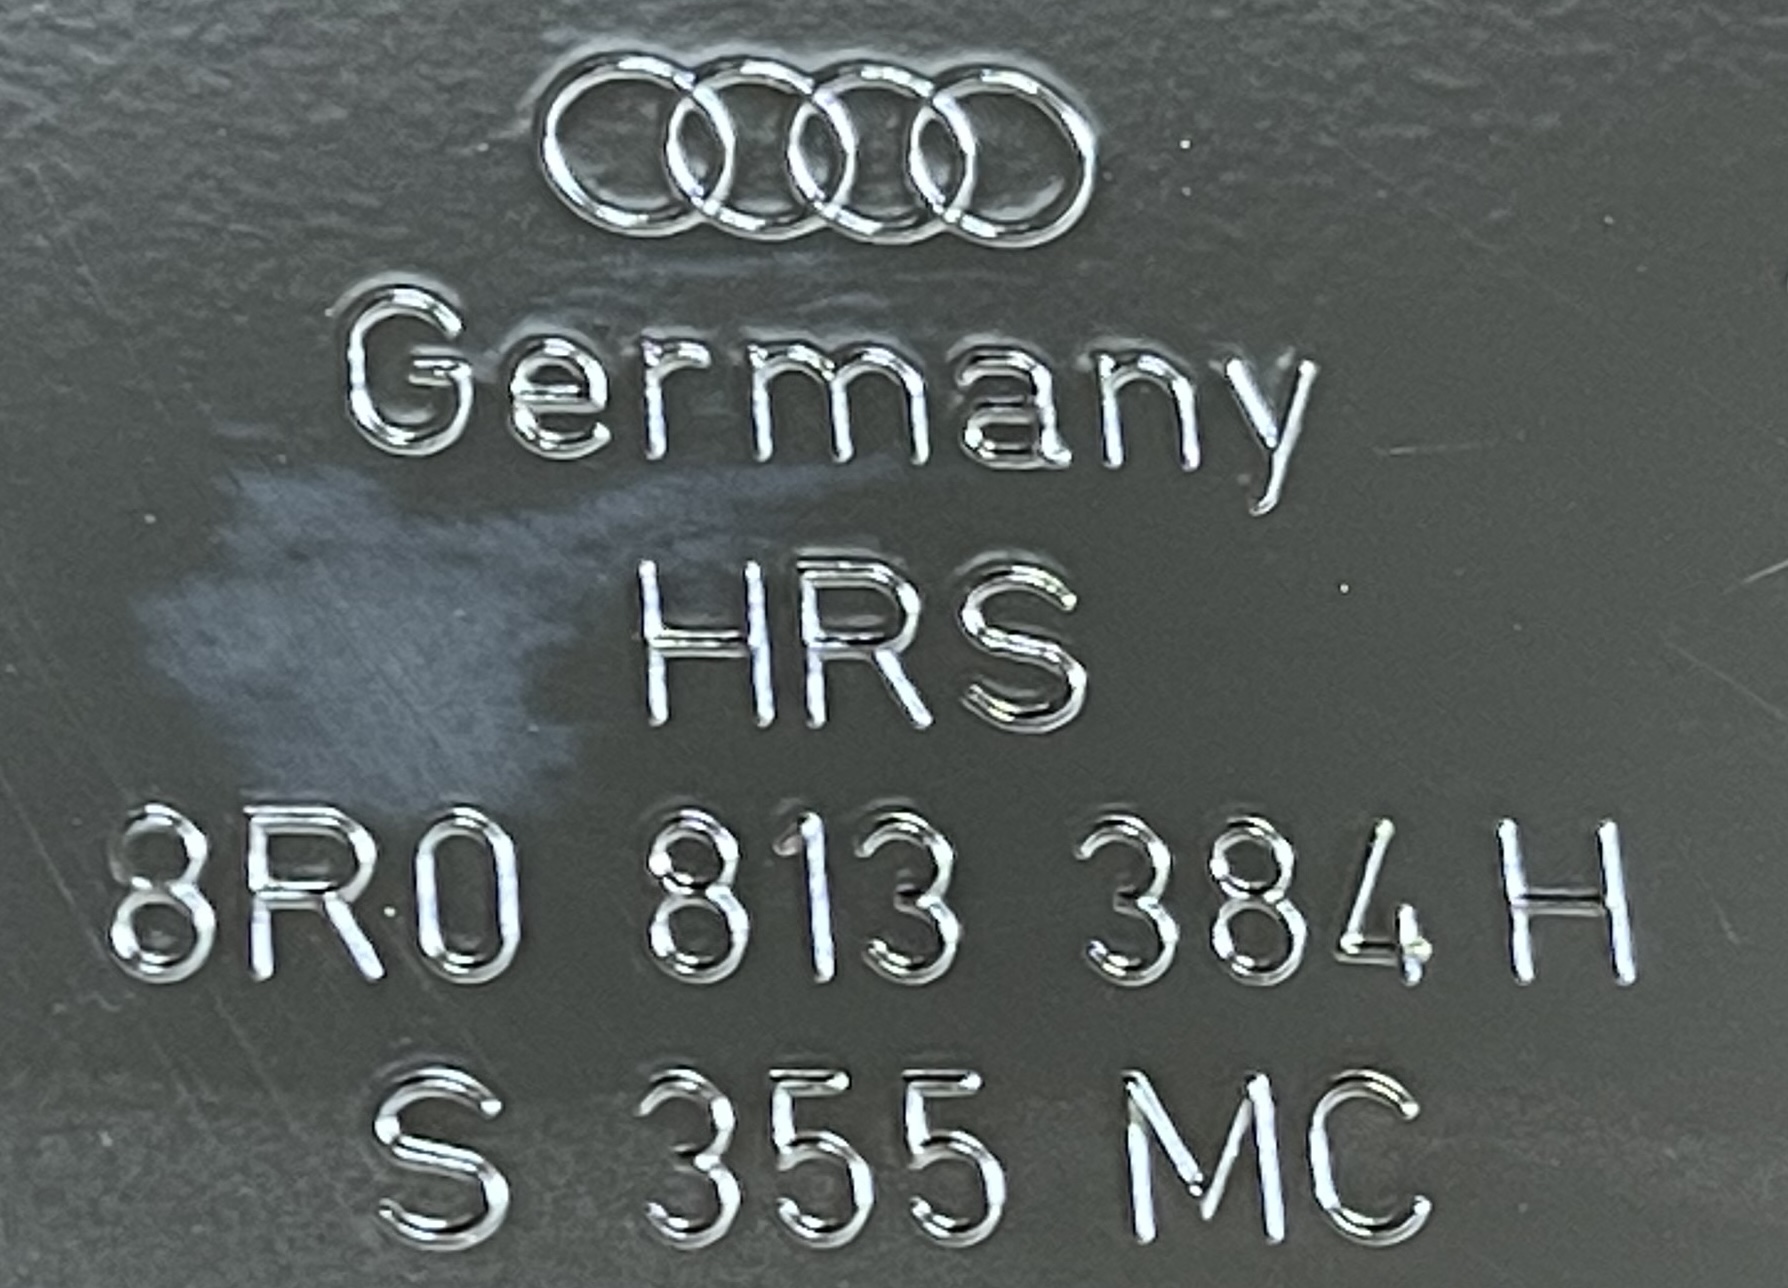 Germany
HRS
8R0 813 384 H
S 355 MC